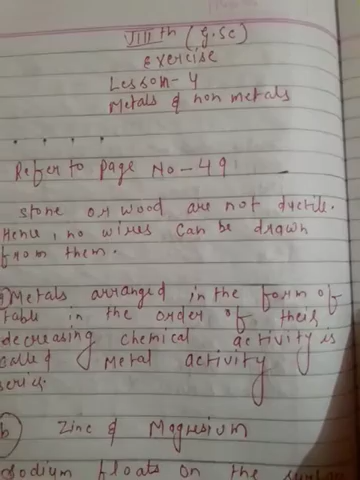 VIIIth (G.Sc)
Exercise
Lesson-4
Metals & non metals
Refer to page No-49
stone or wood are not ductile.
Hence, no wires can be drawn
from them.
Metals arranged in the form of
table in the order of their
decreasing chemical activity is
called Metal activity
series.
b Zinc & Magnesium
Sodium floats on the